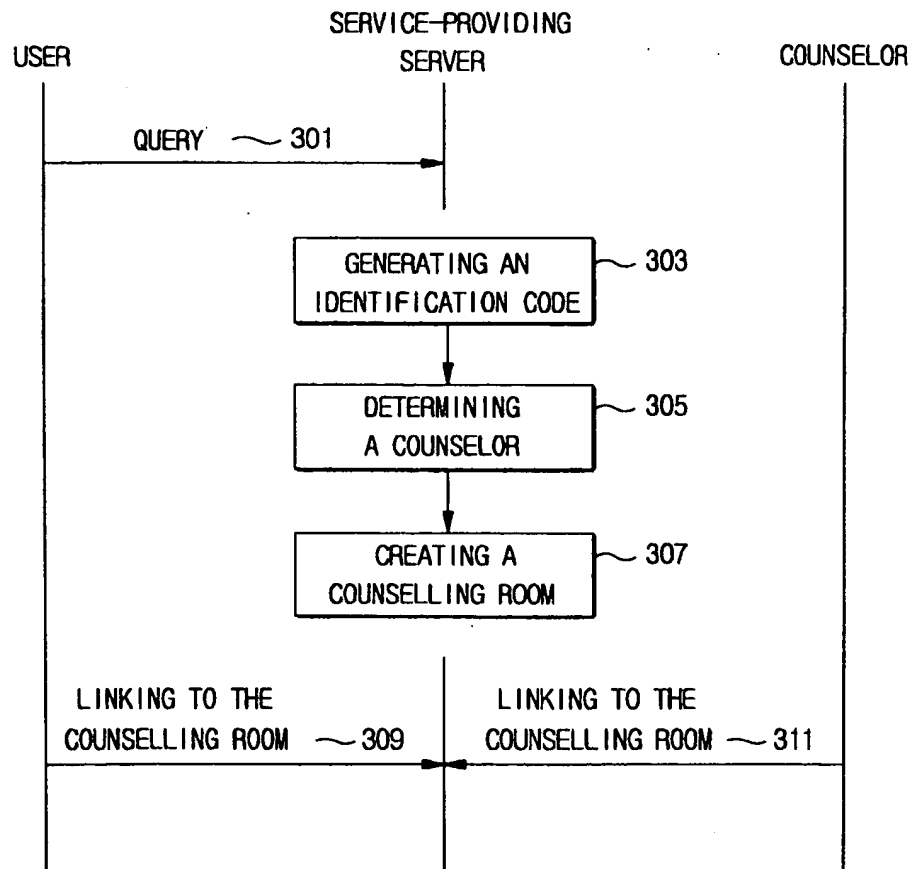 SERVICE-PROVIDING
USER SERVER COUNSELOR
QUERY 301
GENERATING AN
IDENTIFICATION CODE 303
DETERMINING
A COUNSELOR 305
CREATING A
COUNSELLING ROOM 307
LINKING TO THE
COUNSELLING ROOM 309
LINKING TO THE
COUNSELLING ROOM 311